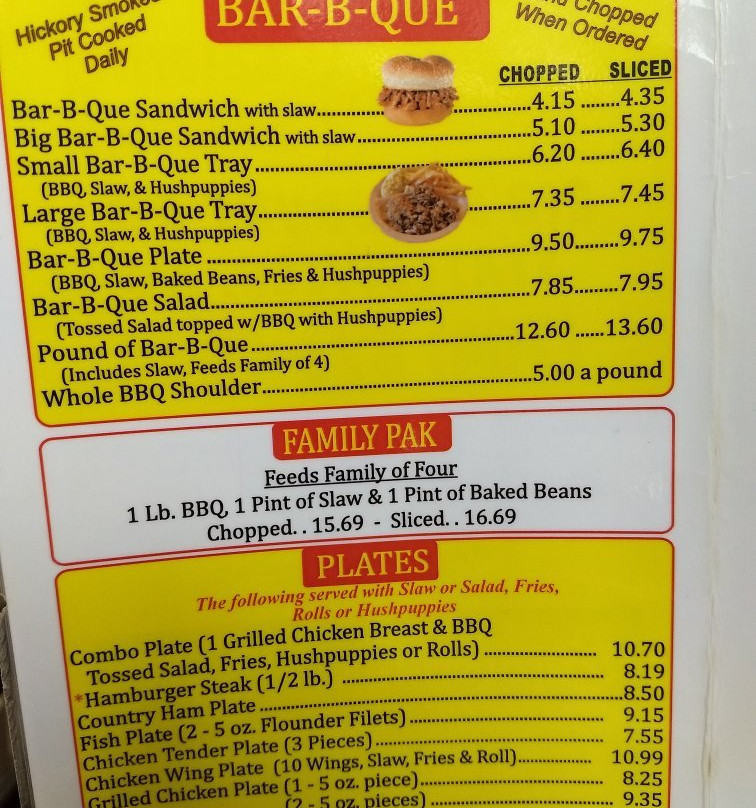 Hickory Smoked
Pit Cooked
Daily
BAR-B-QUE
Chopped
When Ordered
CHOPPED SLICED
Bar-B-Que Sandwich with slaw.......4.15.......4.35
Big Bar-B-Que Sandwich with slaw.......5.10.......5.30
Small Bar-B-Que Tray.......6.20.......6.40
(BBQ, Slaw, & Hushpuppies)
Large Bar-B-Que Tray.......7.35.......7.45
(BBQ, Slaw, & Hushpuppies)
Bar-B-Que Plate.......9.50.......9.75
(BBQ, Slaw, Baked Beans, Fries & Hushpuppies)
Bar-B-Que Salad.......7.85.......7.95
(Tossed Salad topped w/BBQ with Hushpuppies)
Pound of Bar-B-Que.......12.60......13.60
(Includes Slaw, Feeds Family of 4)
Whole BBQ Shoulder.......5.00 a pound
FAMILY PAK
Feeds Family of Four
1 Lb. BBQ, 1 Pint of Slaw & 1 Pint of Baked Beans
Chopped. . 15.69 - Sliced. . 16.69
PLATES
The following served with Slaw or Salad, Fries,
Rolls or Hushpuppies
Combo Plate (1 Grilled Chicken Breast & BBQ
Tossed Salad, Fries, Hushpuppies or Rolls).......10.70
*Hamburger Steak (1/2 lb.).......8.19
Country Ham Plate.......8.50
Fish Plate (2 - 5 oz. Flounder Filets).......9.15
Chicken Tender Plate (3 Pieces).......7.55
Chicken Wing Plate (10 Wings, Slaw, Fries & Roll).......10.99
Grilled Chicken Plate (1 - 5 oz. piece).......8.25
(2 - 5 oz. pieces).......9.35